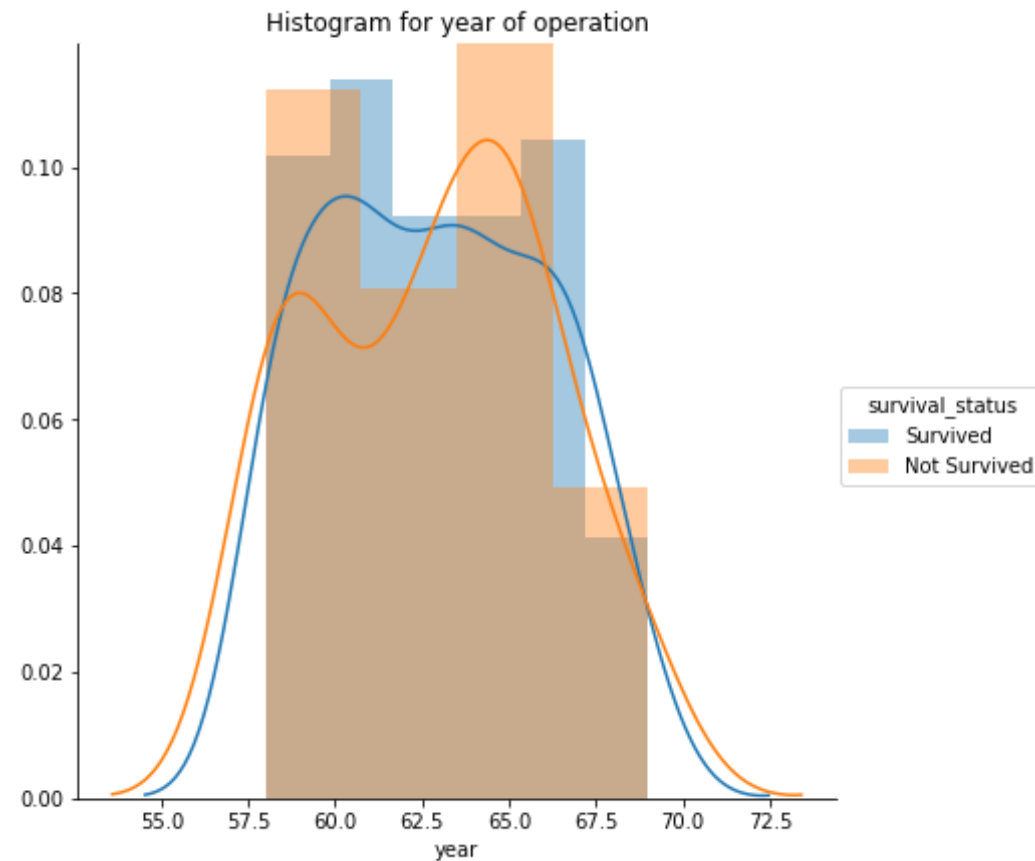 Histogram for year of operation
0.10
0.08
0.06
0.04
0.02
0.00
55.0 57.5 60.0 62.5 65.0 67.5 70.0 72.5
year
survival_status
Survived
Not Survived